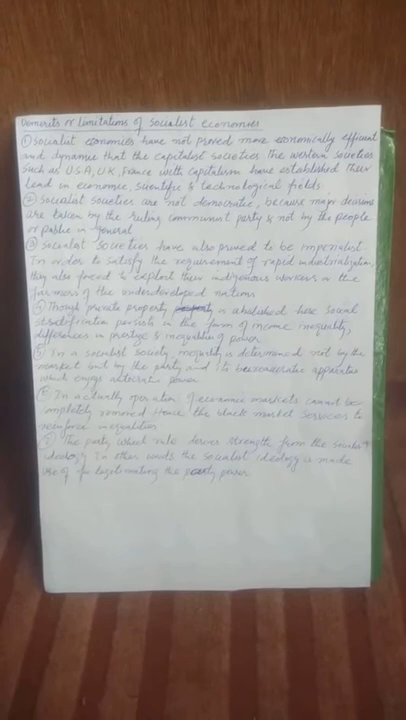 Demerits or limitations of Socialist economies
① Socialist economies have not proved more economically efficient
and dynamic that the capitalist societies The western societies
such as U.S.A, U.K, France with capitalism have established their
lead in economic, scientific & technological fields
② Socialist societies are not democratic, because major decisions
are taken by the ruling communist party & not by the people
or public in general
③ Socialist societies have also proved to be imperialist.
In order to satisfy the requirement of rapid industrialization,
they also forced to exploit their indigenous workers or the
farmers of the underdeveloped nations
④ Though private property is abolished here social
stratification persists in the form of income inequality,
differences in prestige & inequalities of power
⑤ In a socialist society, inequality is determined not by the
market but by the party and its bureaucratic apparatus
which enjoys autocratic power
⑥ In actually operation of economic markets cannot be
completely removed Hence the black market services to
reinforce inequalities
⑦ The party which rule derives strength from the socialist
ideology In other words the socialist ideology is made
use of for legitimating the party power